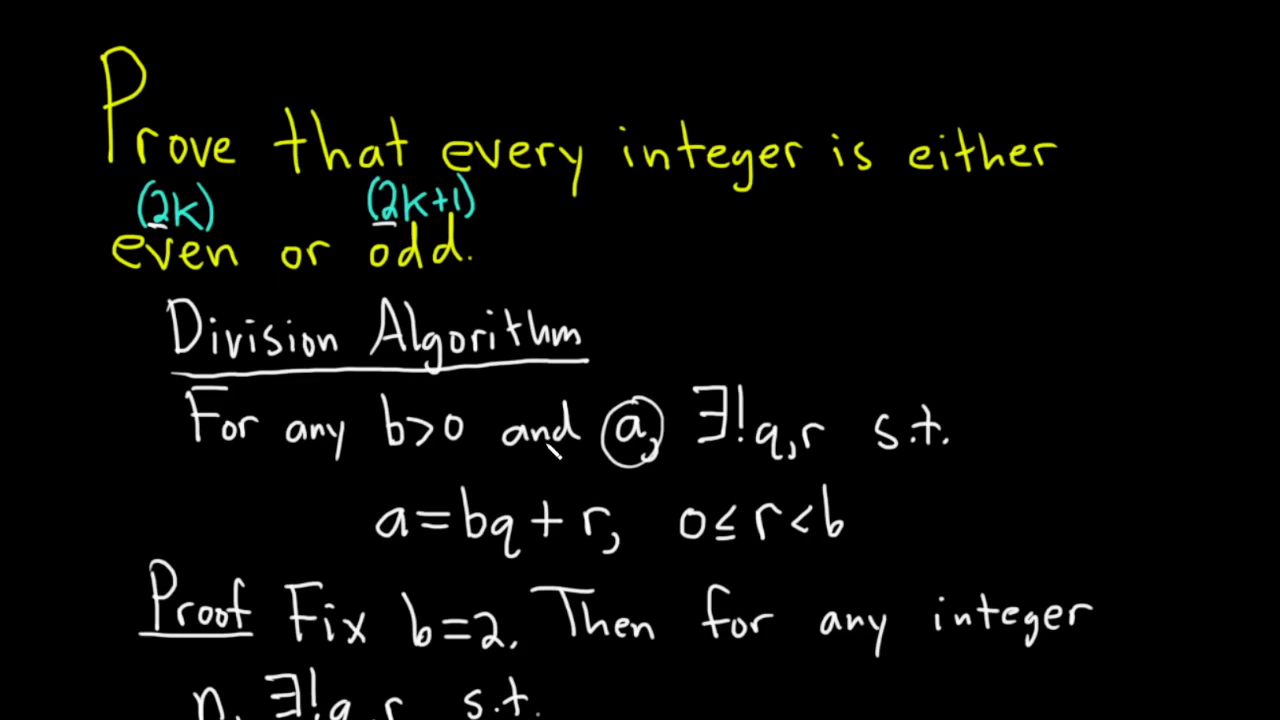 Prove that every integer is either
(2k) (2k+1)
even or odd.
Division Algorithm
For any b>0 and a, ∃! q,r s.t.
a=bq+r, 0≤r<b
Proof Fix b=2. Then for any integer
n, ∃! q,r s.t.